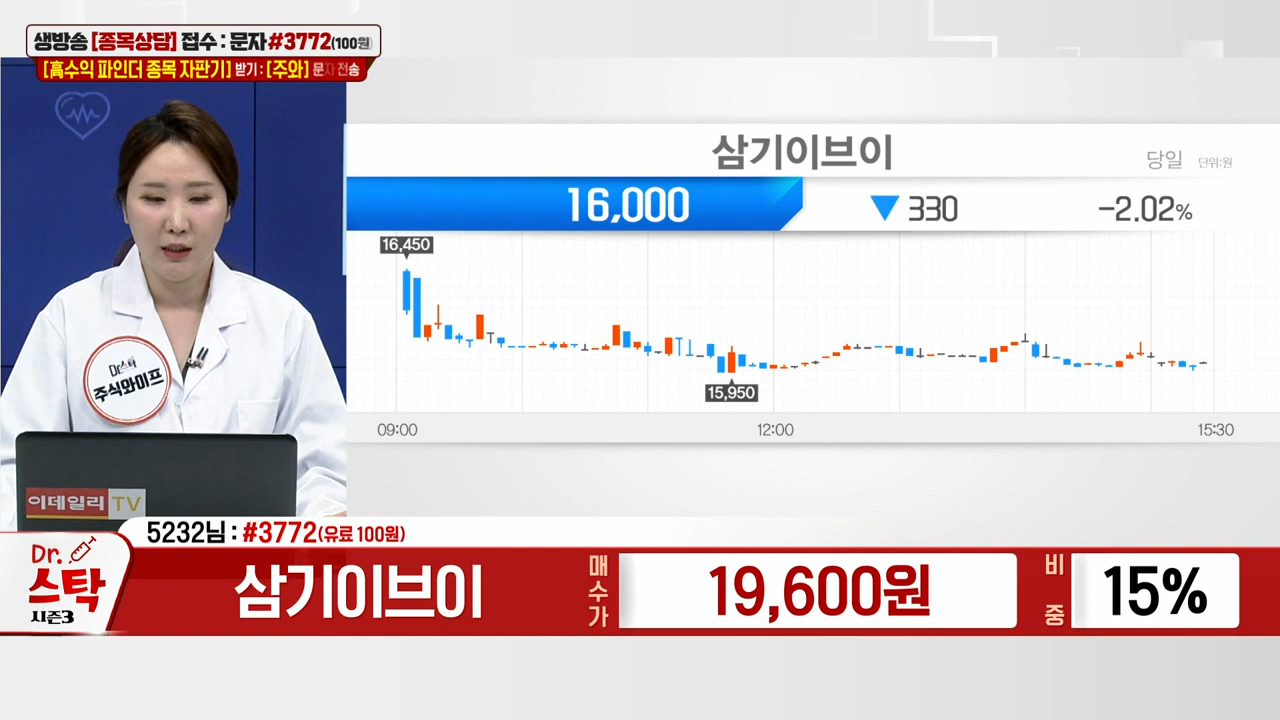 생방송 [종목상담] 접수 : 문자#3772(100원)
[高수익 파인더 종목 자판기] 받기 : [주와] 문자 전송
삼기이브이
당일 단위:원
16,000 ▼ 330 -2.02%
16,450
15,950
09:00 12:00 15:30
Dr.스탁
주식와이프
이데일리 TV
5232님 : #3772(유료 100원)
Dr.
스탁
시즌3
삼기이브이 매수가 19,600원 비중 15%